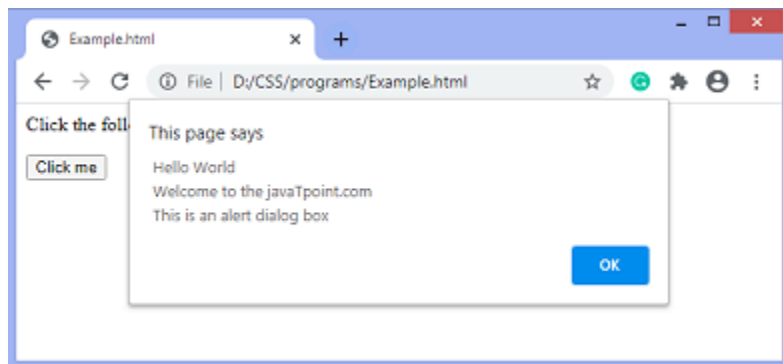 Example.html
File | D:/CSS/programs/Example.html
Click the foll
This page says
Click me
Hello World
Welcome to the javaTpoint.com
This is an alert dialog box
OK